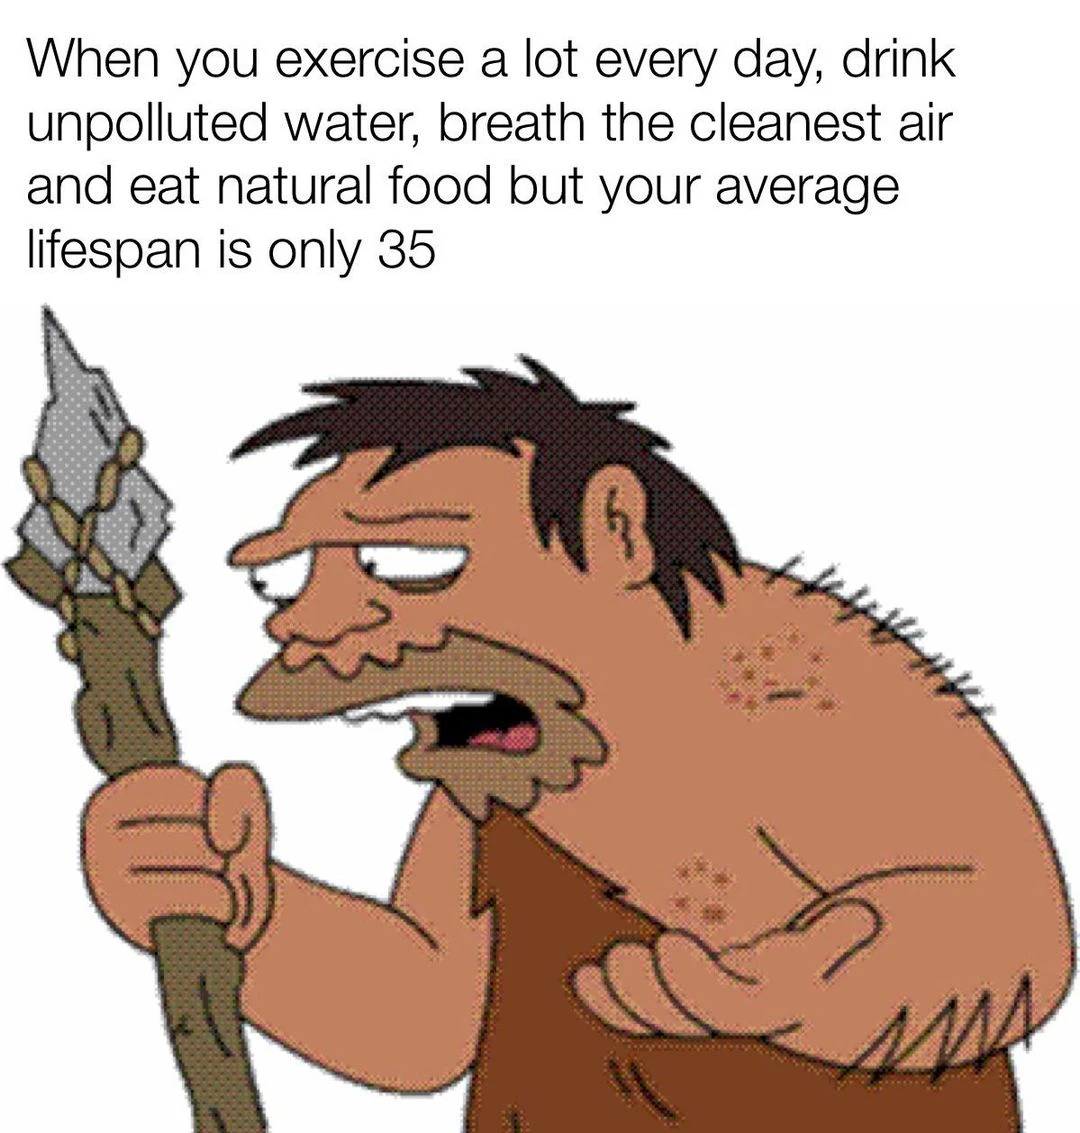 When you exercise a lot every day, drink
unpolluted water, breath the cleanest air
and eat natural food but your average
lifespan is only 35